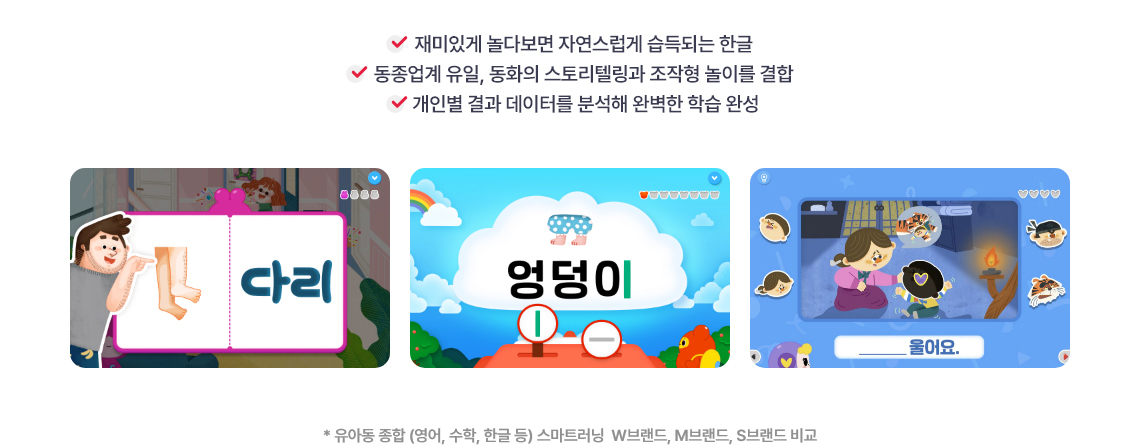 재미있게 놀다보면 자연스럽게 습득되는 한글
동종업계 유일, 동화의 스토리텔링과 조작형 놀이를 결합
개인별 결과 데이터를 분석해 완벽한 학습 완성
다리
엉덩이
ㅣ ㅡ
______ 울어요.
* 유아동 종합 (영어, 수학, 한글 등) 스마트러닝 W브랜드, M브랜드, S브랜드 비교